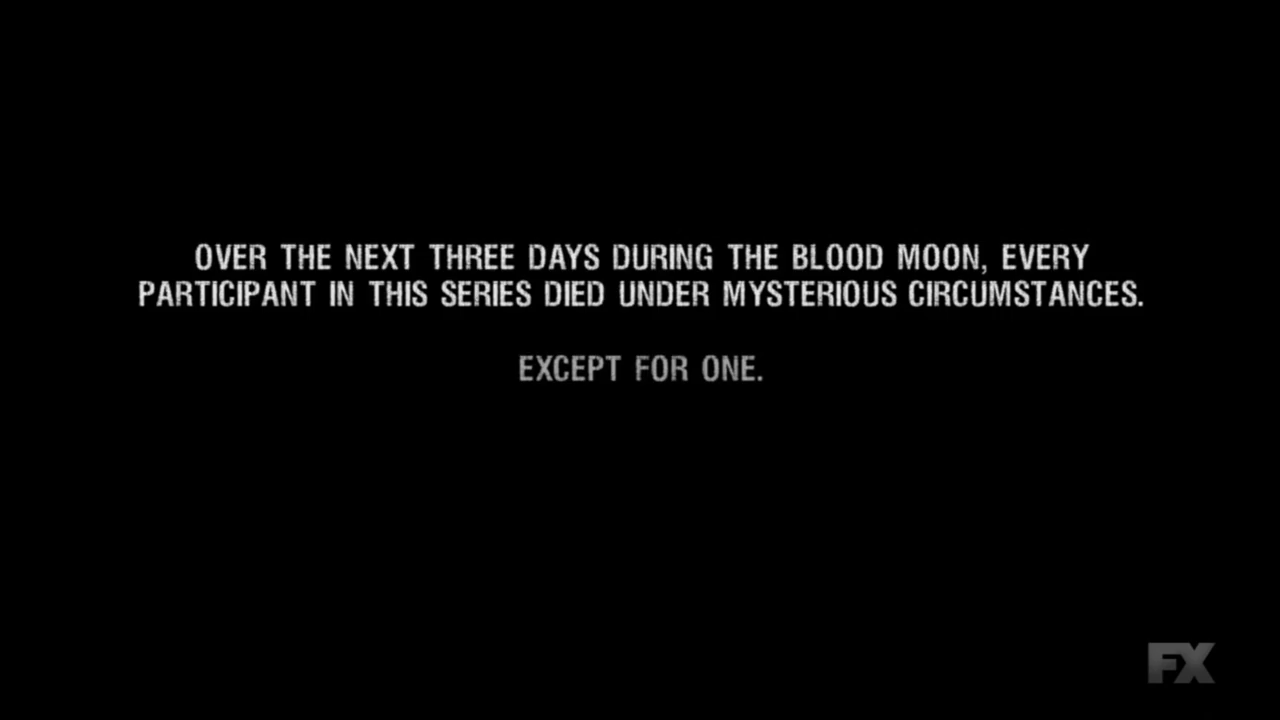 OVER THE NEXT THREE DAYS DURING THE BLOOD MOON, EVERY
PARTICIPANT IN THIS SERIES DIED UNDER MYSTERIOUS CIRCUMSTANCES.
EXCEPT FOR ONE.
FX